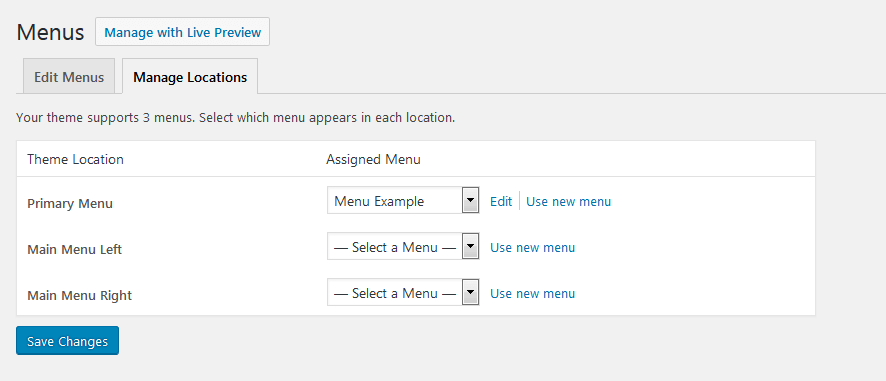 Menus Manage with Live Preview
Edit Menus Manage Locations
Your theme supports 3 menus. Select which menu appears in each location.
Theme Location Assigned Menu
Primary Menu Menu Example Edit Use new menu
Main Menu Left — Select a Menu — Use new menu
Main Menu Right — Select a Menu — Use new menu
Save Changes